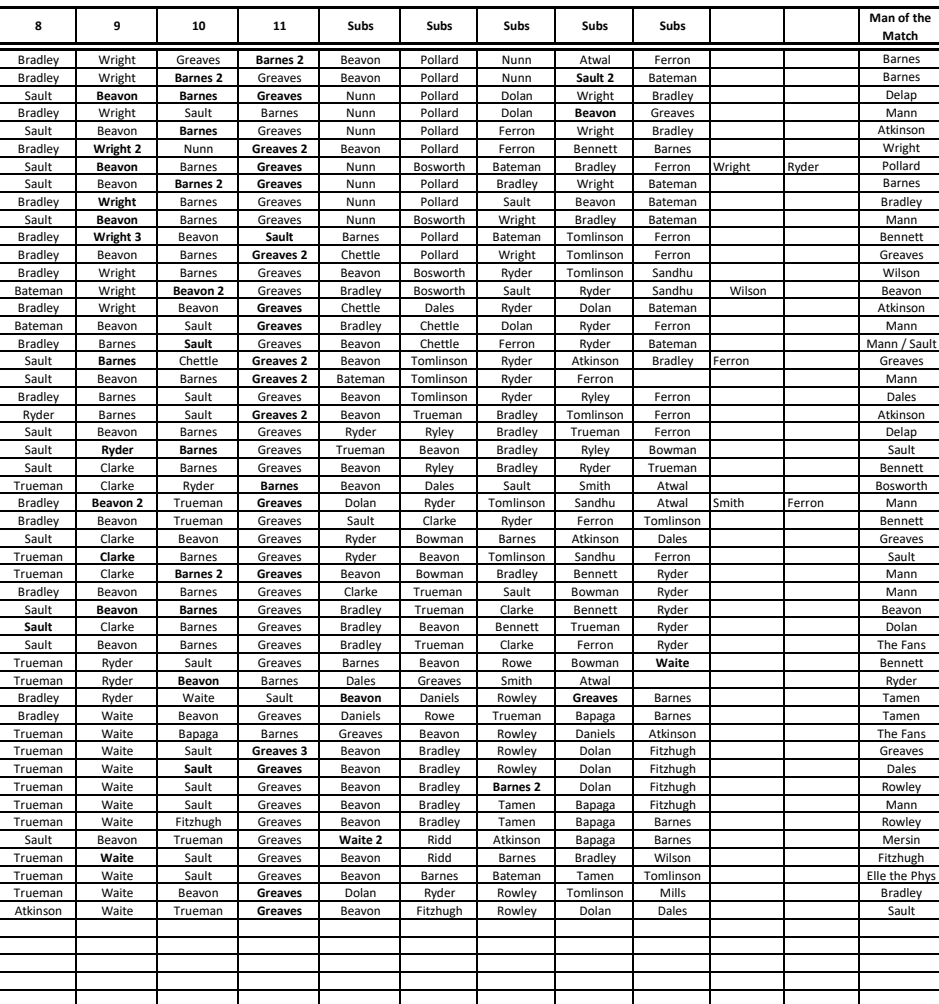 8 9 10 11 Subs Subs Subs Subs Subs Man of the Match
Bradley Wright Greaves Barnes 2 Beavon Pollard Nunn Atwal Ferron Barnes
Bradley Wright Barnes 2 Greaves Beavon Pollard Nunn Sault 2 Bateman Barnes
Sault Beavon Barnes Greaves Nunn Pollard Dolan Wright Bradley Delap
Bradley Wright Sault Barnes Nunn Pollard Dolan Beavon Greaves Mann
Sault Beavon Barnes Greaves Nunn Pollard Ferron Wright Bradley Atkinson
Bradley Wright 2 Nunn Greaves 2 Beavon Pollard Ferron Bennett Barnes Wright
Sault Beavon Barnes Greaves Nunn Bosworth Bateman Bradley Ferron Wright Ryder Pollard
Sault Beavon Barnes 2 Greaves Nunn Pollard Bradley Wright Bateman Barnes
Bradley Wright Barnes Greaves Nunn Pollard Sault Beavon Bateman Bradley
Sault Beavon Barnes Greaves Nunn Bosworth Wright Bradley Bateman Mann
Bradley Wright 3 Beavon Sault Barnes Pollard Bateman Tomlinson Ferron Bennett
Bradley Beavon Barnes Greaves 2 Chettle Pollard Wright Tomlinson Ferron Greaves
Bradley Wright Barnes Greaves Beavon Bosworth Ryder Tomlinson Sandhu Wilson
Bateman Wright Beavon 2 Greaves Bradley Bosworth Sault Ryder Sandhu Wilson Beavon
Bradley Wright Beavon Greaves Chettle Dales Ryder Dolan Bateman Atkinson
Bateman Beavon Sault Greaves Bradley Chettle Dolan Ryder Ferron Mann
Bradley Barnes Sault Greaves Beavon Chettle Ferron Ryder Bateman Mann / Sault
Sault Barnes Chettle Greaves 2 Beavon Tomlinson Ryder Atkinson Bradley Ferron Greaves
Sault Beavon Barnes Greaves 2 Bateman Tomlinson Ryder Ferron Mann
Bradley Barnes Sault Greaves Beavon Tomlinson Ryder Ryley Ferron Dales
Ryder Barnes Sault Greaves 2 Beavon Trueman Bradley Tomlinson Ferron Atkinson
Sault Beavon Barnes Greaves Ryder Ryley Bradley Trueman Ferron Delap
Sault Ryder Barnes Greaves Trueman Beavon Bradley Ryley Bowman Sault
Sault Clarke Barnes Greaves Beavon Ryley Bradley Ryder Trueman Bennett
Trueman Clarke Ryder Barnes Beavon Dales Sault Smith Atwal Bosworth
Bradley Beavon 2 Trueman Greaves Dolan Ryder Tomlinson Sandhu Atwal Smith Ferron Mann
Bradley Beavon Trueman Greaves Sault Clarke Ryder Ferron Tomlinson Bennett
Sault Clarke Beavon Greaves Ryder Bowman Barnes Atkinson Dales Greaves
Trueman Clarke Barnes Greaves Ryder Beavon Tomlinson Sandhu Ferron Sault
Trueman Clarke Barnes 2 Greaves Beavon Bowman Bradley Bennett Ryder Mann
Bradley Beavon Barnes Greaves Clarke Trueman Sault Bowman Ryder Mann
Sault Beavon Barnes Greaves Bradley Trueman Clarke Bennett Ryder Beavon
Sault Clarke Barnes Greaves Bradley Beavon Bennett Trueman Ryder Dolan
Sault Beavon Barnes Greaves Bradley Trueman Clarke Ferron Ryder The Fans
Trueman Ryder Sault Greaves Barnes Beavon Rowe Bowman Waite Bennett
Trueman Ryder Beavon Barnes Dales Greaves Smith Atwal Ryder
Bradley Ryder Waite Sault Beavon Daniels Rowley Greaves Barnes Tamen
Bradley Waite Beavon Greaves Daniels Rowe Trueman Bapaga Barnes Tamen
Trueman Waite Bapaga Barnes Greaves Beavon Rowley Daniels Atkinson The Fans
Trueman Waite Sault Greaves 3 Beavon Bradley Rowley Dolan Fitzhugh Greaves
Trueman Waite Sault Greaves Beavon Bradley Rowley Dolan Fitzhugh Dales
Trueman Waite Sault Greaves Beavon Bradley Barnes 2 Dolan Fitzhugh Rowley
Trueman Waite Sault Greaves Beavon Bradley Tamen Bapaga Fitzhugh Mann
Trueman Waite Fitzhugh Greaves Beavon Bradley Tamen Bapaga Barnes Rowley
Sault Beavon Trueman Greaves Waite 2 Ridd Atkinson Bapaga Barnes Mersin
Trueman Waite Sault Greaves Beavon Ridd Barnes Bradley Wilson Fitzhugh
Trueman Waite Sault Greaves Beavon Barnes Bateman Tamen Tomlinson Elle the Phys
Trueman Waite Beavon Greaves Dolan Ryder Rowley Tomlinson Mills Bradley
Atkinson Waite Trueman Greaves Beavon Fitzhugh Rowley Dolan Dales Sault